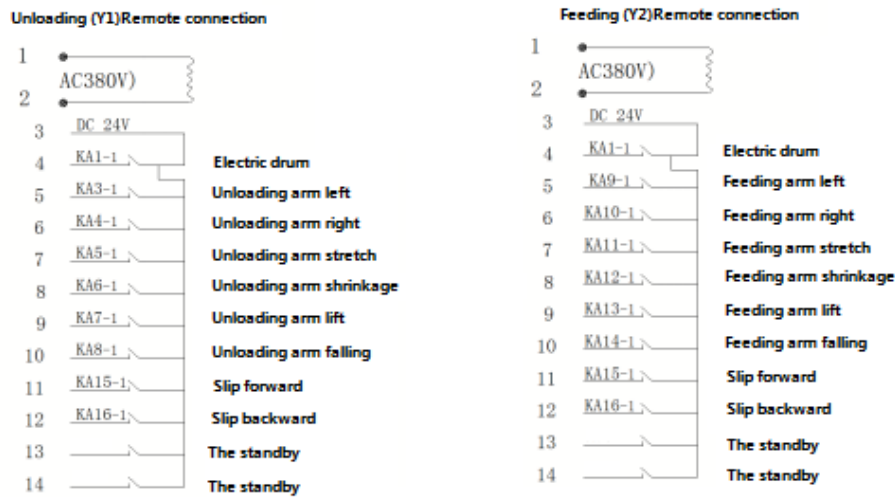 Unloading (Y1)Remote connection
1
AC380V)
2
3 DC 24V
4 KA1-1 Electric drum
5 KA3-1 Unloading arm left
6 KA4-1 Unloading arm right
7 KA5-1 Unloading arm stretch
8 KA6-1 Unloading arm shrinkage
9 KA7-1 Unloading arm lift
10 KA8-1 Unloading arm falling
11 KA15-1 Slip forward
12 KA16-1 Slip backward
13 The standby
14 The standby
Feeding (Y2)Remote connection
1
AC380V)
2
3 DC 24V
4 KA1-1 Electric drum
5 KA9-1 Feeding arm left
6 KA10-1 Feeding arm right
7 KA11-1 Feeding arm stretch
8 KA12-1 Feeding arm shrinkage
9 KA13-1 Feeding arm lift
10 KA14-1 Feeding arm falling
11 KA15-1 Slip forward
12 KA16-1 Slip backward
13 The standby
14 The standby